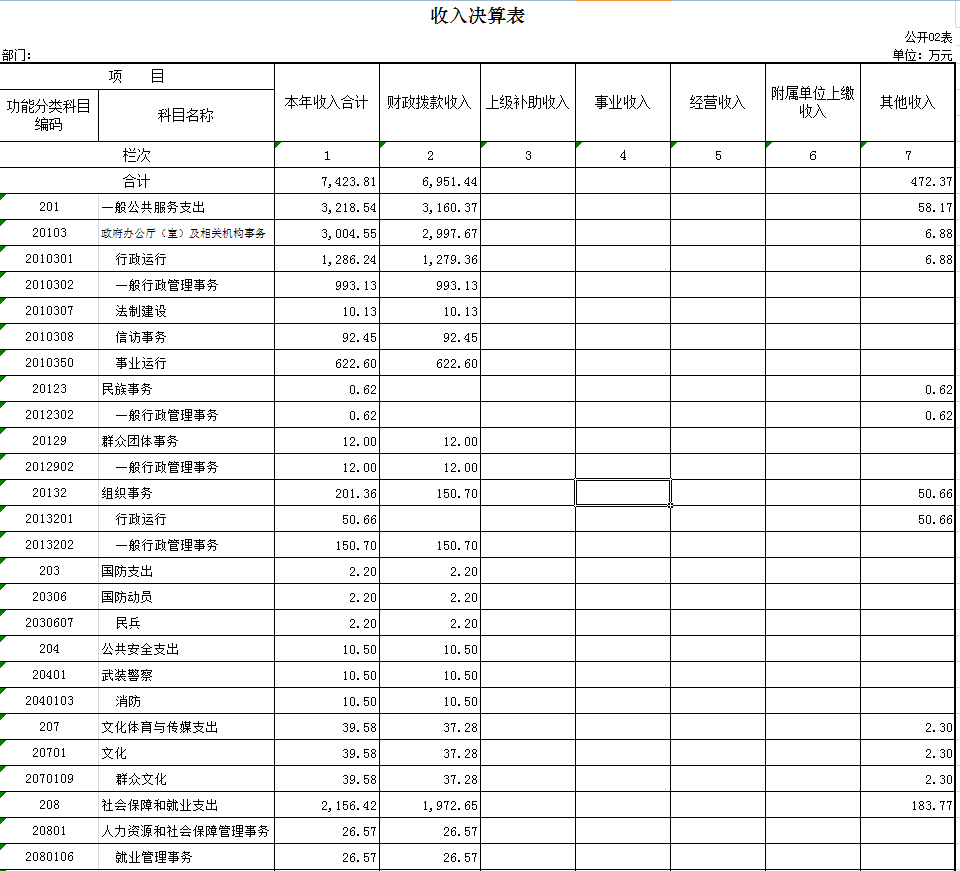 收入决算表
公开02表
部门:
单位: 万元
项 目
本年收入合计 财政拨款收入 上级补助收入 事业收入 经营收入 附属单位上缴
收入 其他收入
功能分类科目
编码 科目名称
栏次 1 2 3 4 5 6 7
合计 7,423.81 6,951.44 472.37
201 一般公共服务支出 3,218.54 3,160.37 58.17
20103 政府办公厅（室）及相关机构事务 3,004.55 2,997.67 6.88
2010301 行政运行 1,286.24 1,279.36 6.88
2010302 一般行政管理事务 993.13 993.13
2010307 法制建设 10.13 10.13
2010308 信访事务 92.45 92.45
2010350 事业运行 622.60 622.60
20123 民族事务 0.62 0.62
2012302 一般行政管理事务 0.62 0.62
20129 群众团体事务 12.00 12.00
2012902 一般行政管理事务 12.00 12.00
20132 组织事务 201.36 150.70 50.66
2013201 行政运行 50.66 50.66
2013202 一般行政管理事务 150.70 150.70
203 国防支出 2.20 2.20
20306 国防动员 2.20 2.20
2030607 民兵 2.20 2.20
204 公共安全支出 10.50 10.50
20401 武装警察 10.50 10.50
2040103 消防 10.50 10.50
207 文化体育与传媒支出 39.58 37.28 2.30
20701 文化 39.58 37.28 2.30
2070109 群众文化 39.58 37.28 2.30
208 社会保障和就业支出 2,156.42 1,972.65 183.77
20801 人力资源和社会保障管理事务 26.57 26.57
2080106 就业管理事务 26.57 26.57